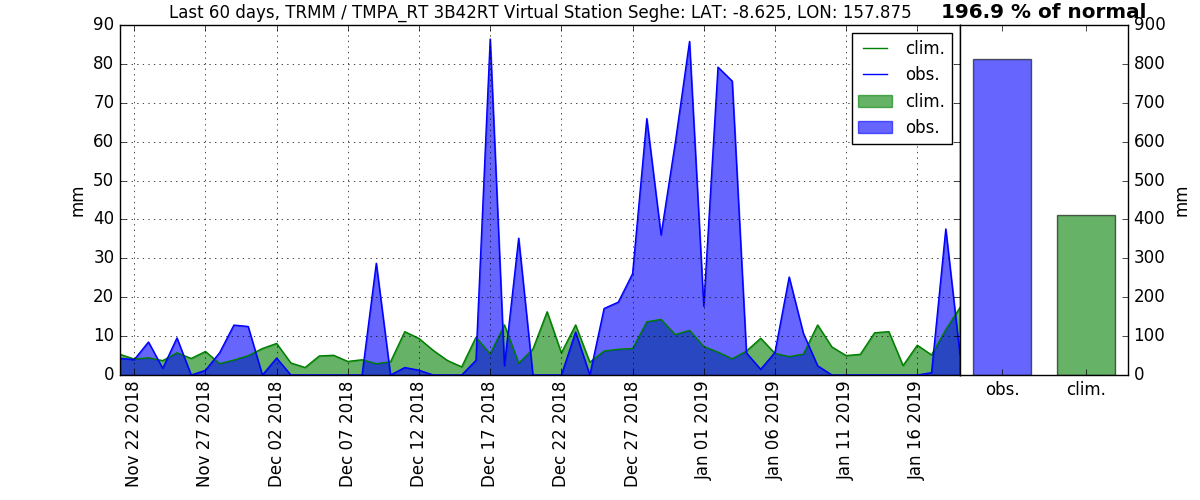 Last 60 days, TRMM / TMPA_RT 3B42RT Virtual Station Seghe: LAT: -8.625, LON: 157.875
196.9 % of normal
90
80
70
60
50
40
30
20
10
0
mm
clim.
obs.
clim.
obs.
900
800
700
600
500
400
300
200
100
0
mm
Nov 22 2018
Nov 27 2018
Dec 02 2018
Dec 07 2018
Dec 12 2018
Dec 17 2018
Dec 22 2018
Dec 27 2018
Jan 01 2019
Jan 06 2019
Jan 11 2019
Jan 16 2019
obs.
clim.